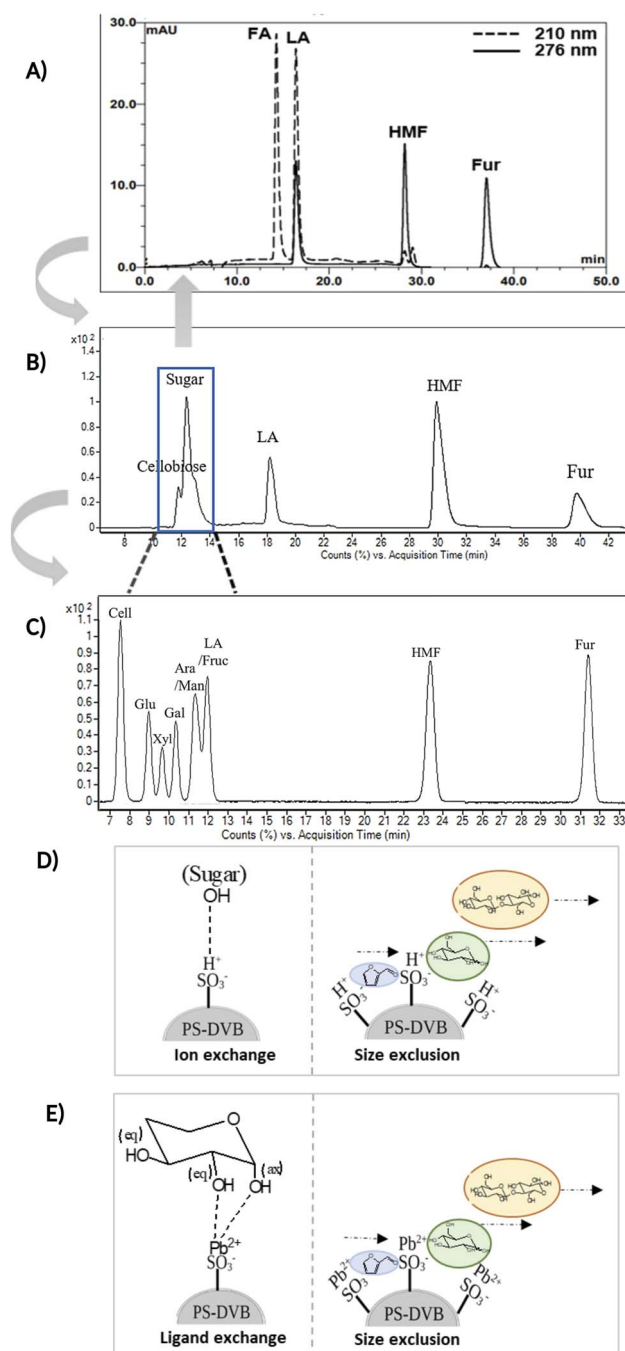 A)
30.0
mAU
FA
LA
210 nm
276 nm
20.0
HMF
Fur
10.0
0.0
min
0.0 10.0 20.0 30.0 40.0 50.0
B)
x10 2
1.4
Sugar
1.2
1
HMF
0.8
LA
0.6
Cellobiose
Fur
0.4
0.2
0
8 10 12 14 16 18 20 22 24 26 28 30 32 34 36 38 40 42
Counts (%) vs. Acquisition Time (min)
C)
x10 2
Cell
1.1
LA
/Fruc
1
Ara
/Man
HMF
Fur
0.9
0.8
0.7
Glu
Gal
0.6
Xyl
0.5
0.4
0.3
0.2
0.1
0
7 8 9 10 11 12 13 14 15 16 17 18 19 20 21 22 23 24 25 26 27 28 29 30 31 32 33
Counts (%) vs. Acquisition Time (min)
D)
(Sugar)
OH
H+
SO3-
PS-DVB
Ion exchange
H+
SO3-
H+
SO3-
H+
SO3-
PS-DVB
Size exclusion
E)
(eq)
HO
O
(eq)
(ax)
OH
OH
Pb2+
SO3-
PS-DVB
Ligand exchange
Pb2+
SO3-
Pb2+
SO3-
Pb2+
SO3-
PS-DVB
Size exclusion